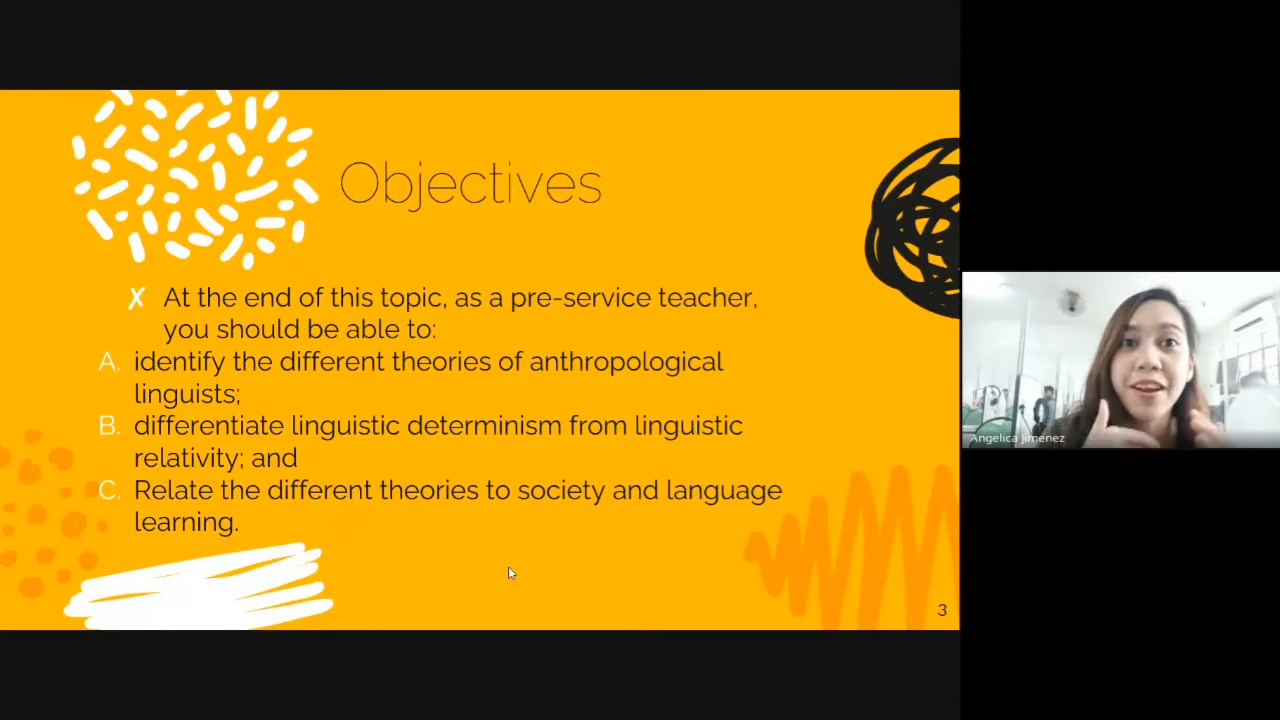 Objectives
✗ At the end of this topic, as a pre-service teacher,
you should be able to:
A. identify the different theories of anthropological
linguists;
B. differentiate linguistic determinism from linguistic
relativity; and
C. Relate the different theories to society and language
learning.
3
Angelica Jimenez